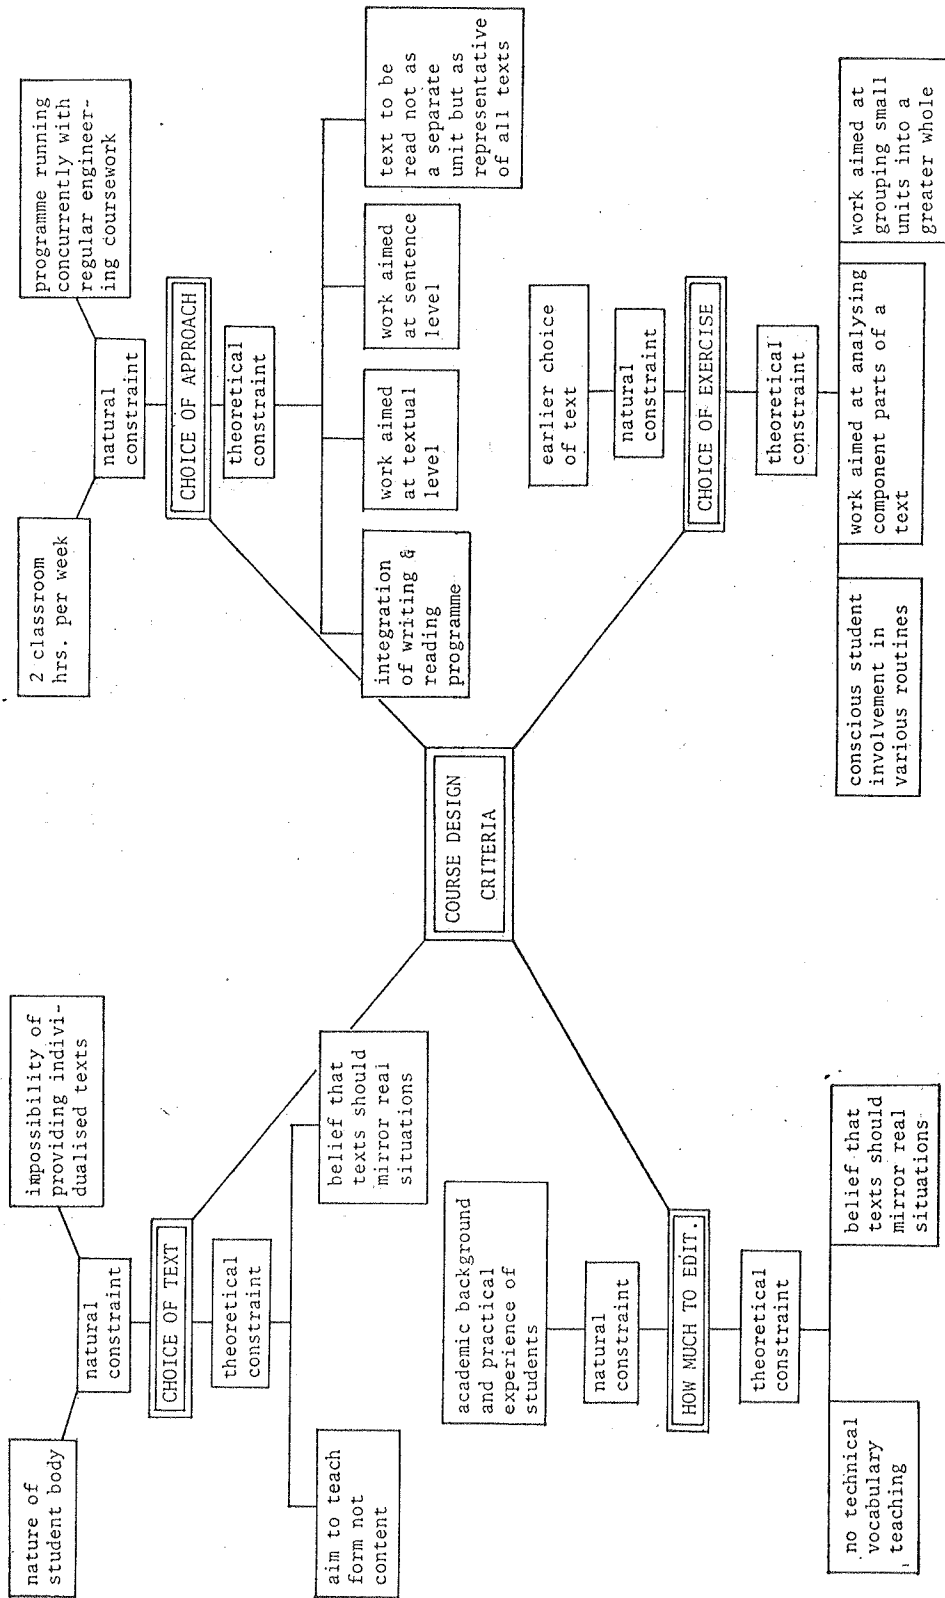 nature of
student body
impossibility of
providing indivi-
dualised texts
natural
constraint
CHOICE OF TEXT
theoretical
constraint
aim to teach
form not
content
belief that
texts should
mirror real
situations
2 classroom
hrs. per week
programme running
concurrently with
regular engineer-
ing coursework
natural
constraint
CHOICE OF APPROACH
theoretical
constraint
integration
of writing &
reading
programme
work aimed
at textual
level
work aimed
at sentence
level
text to be
read not as
a separate
unit but as
representative
of all texts
COURSE DESIGN
CRITERIA
academic background
and practical
experience of
students
natural
constraint
HOW MUCH TO EDIT.
theoretical
constraint
no technical
vocabulary
teaching
belief that
texts should
mirror real
situations
earlier choice
of text
natural
constraint
CHOICE OF EXERCISE
theoretical
constraint
conscious student
involvement in
various routines
work aimed at analysing
component parts of a
text
work aimed at
grouping small
units into a
greater whole